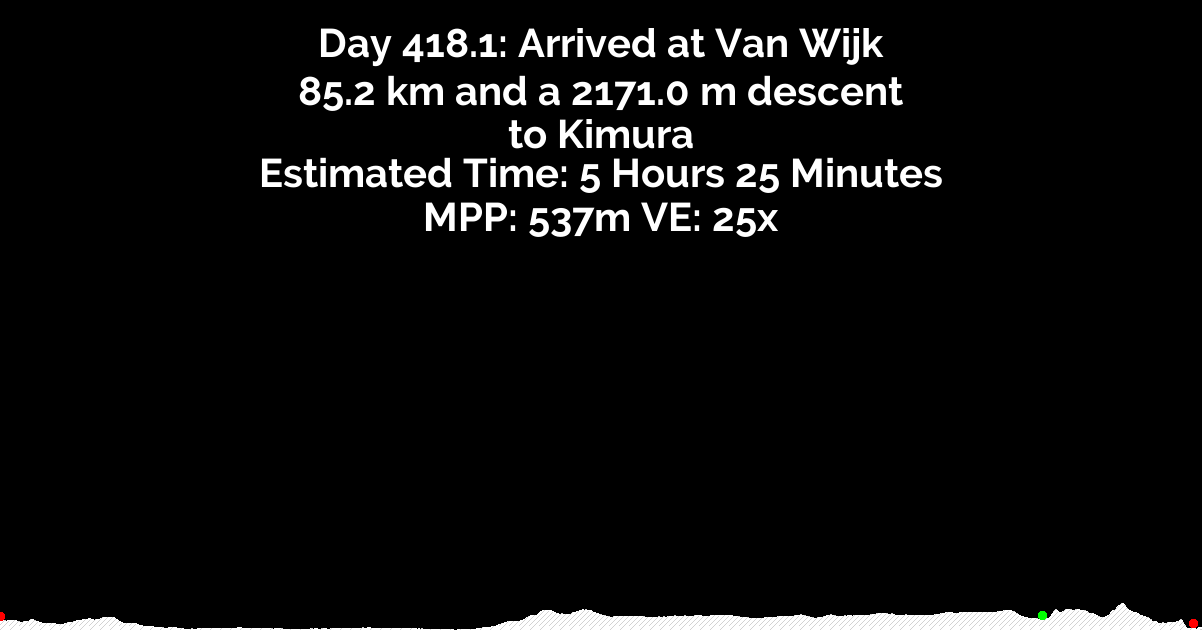 Day 418.1: Arrived at Van Wijk
85.2 km and a 2171.0 m descent
to Kimura
Estimated Time: 5 Hours 25 Minutes
MPP: 537m VE: 25x